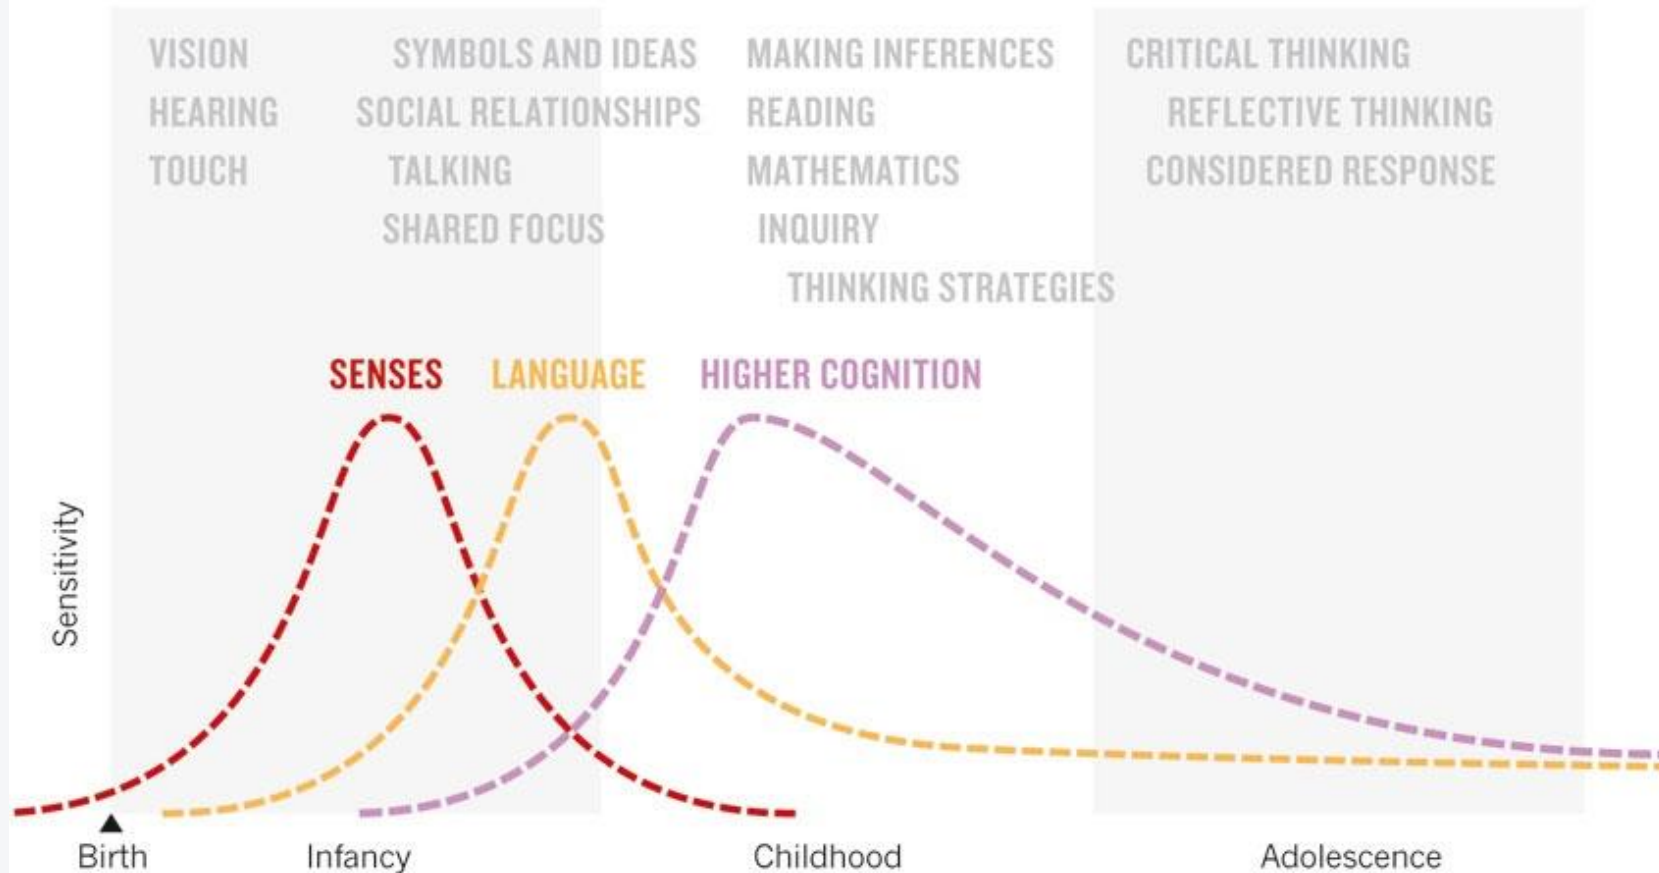 VISION
HEARING
TOUCH
SYMBOLS AND IDEAS
SOCIAL RELATIONSHIPS
TALKING
SHARED FOCUS
MAKING INFERENCES
READING
MATHEMATICS
INQUIRY
THINKING STRATEGIES
CRITICAL THINKING
REFLECTIVE THINKING
CONSIDERED RESPONSE
SENSES
LANGUAGE
HIGHER COGNITION
Sensitivity
Birth
Infancy
Childhood
Adolescence